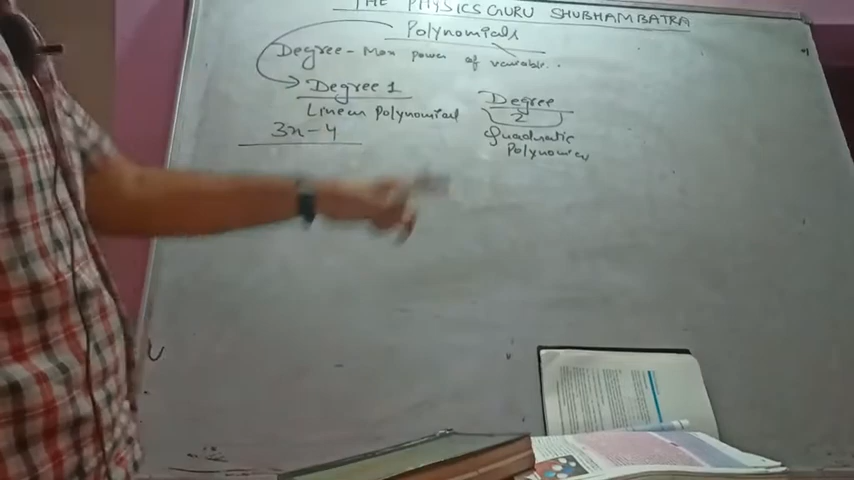 THE PHYSICS GURU SHUBHAM BATRA
Polynomials
Degree - Max power of variable.
Degree 1
Linear Polynomial
3x - 4
Degree
2
Quadratic
Polynomial